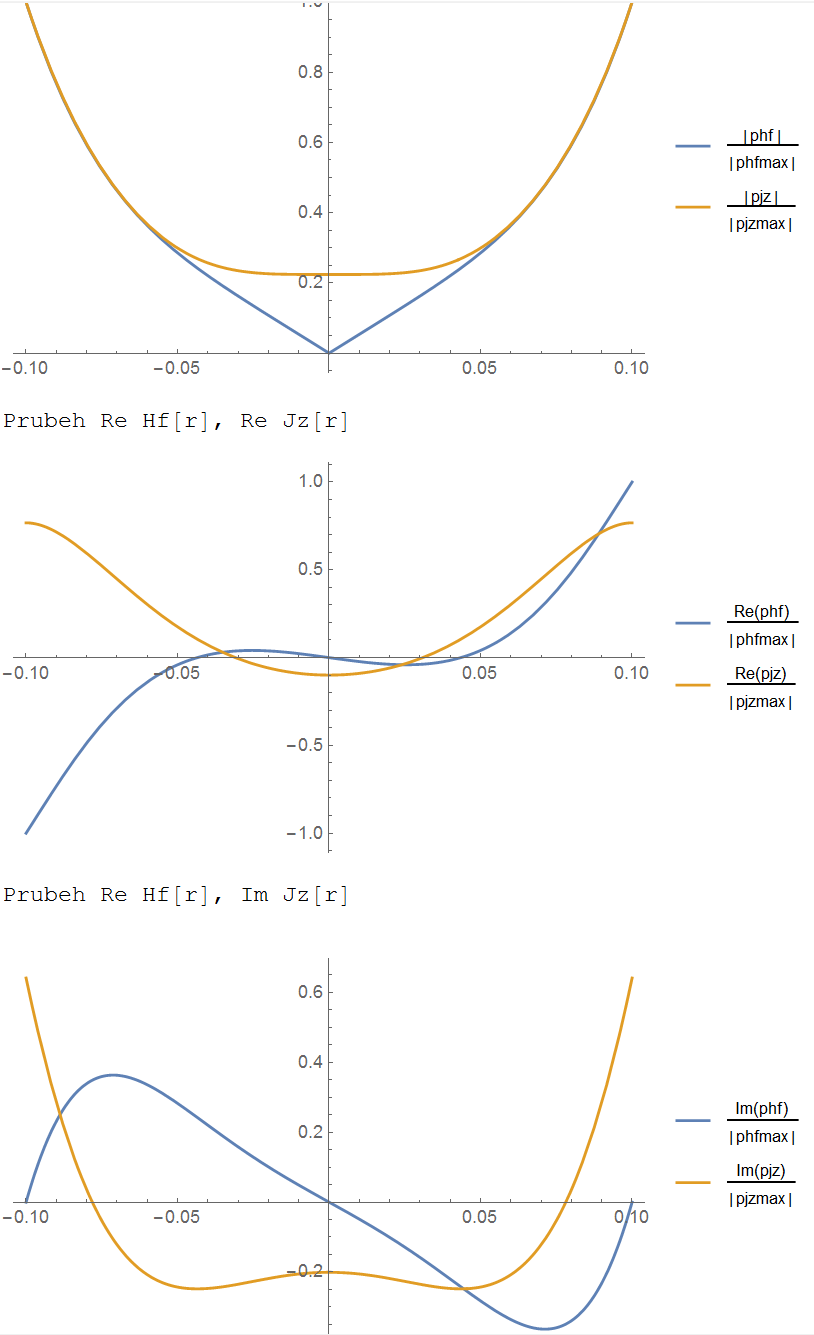 1.0
0.8
0.6
0.4
0.2
-0.10
-0.05
0.05
0.10
|phf|
|phfmax|
|pjz|
|pjzmax|
Prubeh Re Hf[r], Re Jz[r]
1.0
0.5
-0.10
-0.05
0.05
0.10
-0.5
-1.0
Re(phf)
|phfmax|
Re(pjz)
|pjzmax|
Prubeh Re Hf[r], Im Jz[r]
0.6
0.4
0.2
-0.10
-0.05
0.05
0.10
-0.2
Im(phf)
|phfmax|
Im(pjz)
|pjzmax|